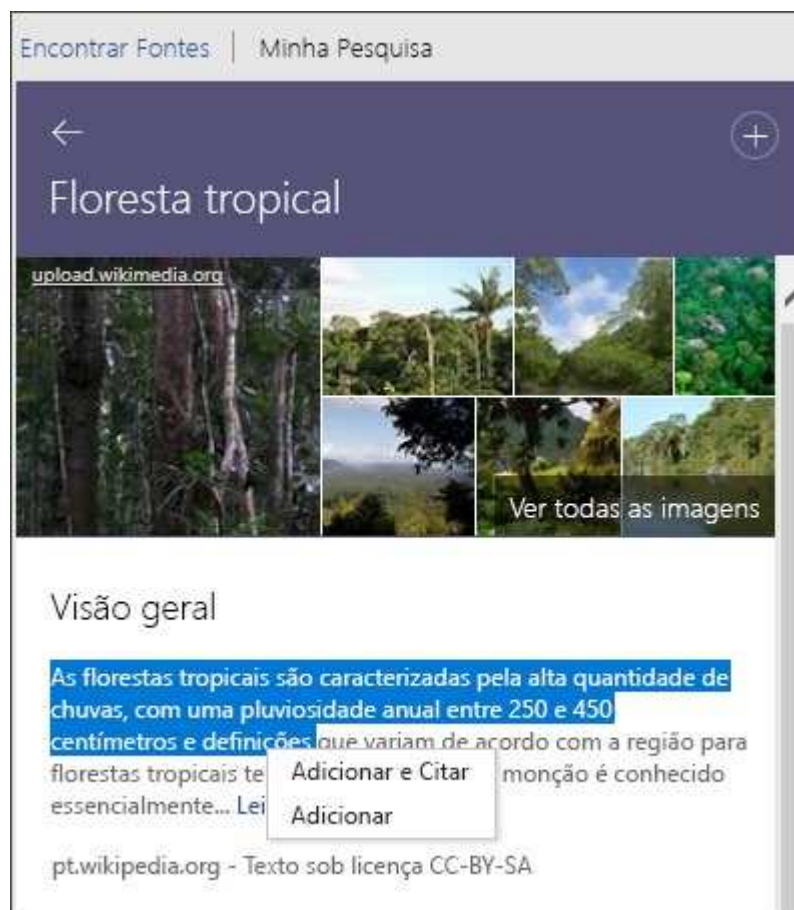 Encontrar Fontes | Minha Pesquisa
Floresta tropical
upload.wikimedia.org
Ver todas as imagens
Visão geral
As florestas tropicais são caracterizadas pela alta quantidade de
chuvas, com uma pluviosidade anual entre 250 e 450
centímetros e definições que variam de acordo com a região para
florestas tropicais te
monção é conhecido
essencialmente... Lei
Adicionar e Citar
Adicionar
pt.wikipedia.org - Texto sob licença CC-BY-SA